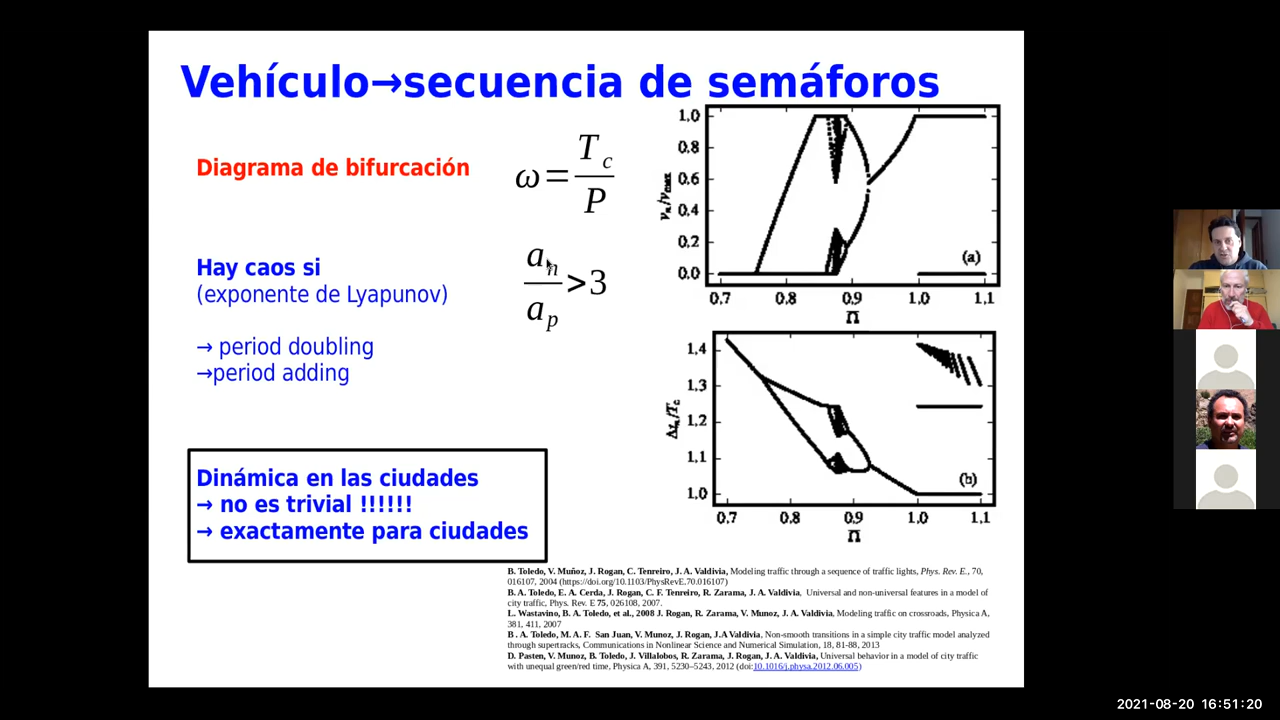 Vehículo→secuencia de semáforos
Diagrama de bifurcación
ω = T c / P
Hay caos si
(exponente de Lyapunov)
a n / a p > 3
→ period doubling
→period adding
Dinámica en las ciudades
→ no es trivial !!!!!!
→ exactamente para ciudades
1,0
0,8
0,6
0,4
0,2
0,0
(a)
0,7 0,8 0,9 1,0 1,1
Ω
1,4
1,3
1,2
1,1
1,0
(b)
0,7 0,8 0,9 1,0 1,1
Ω
B. Toledo, V. Muñoz, J. Rogan, C. Tenreiro, J. A. Valdivia, Modeling traffic through a sequence of traffic lights, Phys. Rev. E., 70,
016107, 2004 (https://doi.org/10.1103/PhysRevE.70.016107)
B. A. Toledo, E. A. Cerda, J. Rogan, C. F. Tenreiro, R. Zarama, J. A. Valdivia, Universal and non-universal features in a model of
city traffic, Phys. Rev. E 75, 026108, 2007.
L. Wastavino, B. A. Toledo, et al., 2008 J. Rogan, R. Zarama, V. Munoz, J. A. Valdivia, Modeling traffic on crossroads, Physica A,
381, 411, 2007
B . A. Toledo, M. A. F. San Juan, V. Munoz, J. Rogan, J.A Valdivia, Non-smooth transitions in a simple city traffic model analyzed
through supertracks, Communications in Nonlinear Science and Numerical Simulation, 18, 81-88, 2013
D. Pasten, V. Munoz, B. Toledo, J. Villalobos, R. Zarama, J. Rogan, J. A. Valdivia, Universal behavior in a model of city traffic
with unequal green/red time, Physica A, 391, 5230–5243, 2012 (doi:10.1016/j.physa.2012.06.005)
2021-08-20 16:51:20